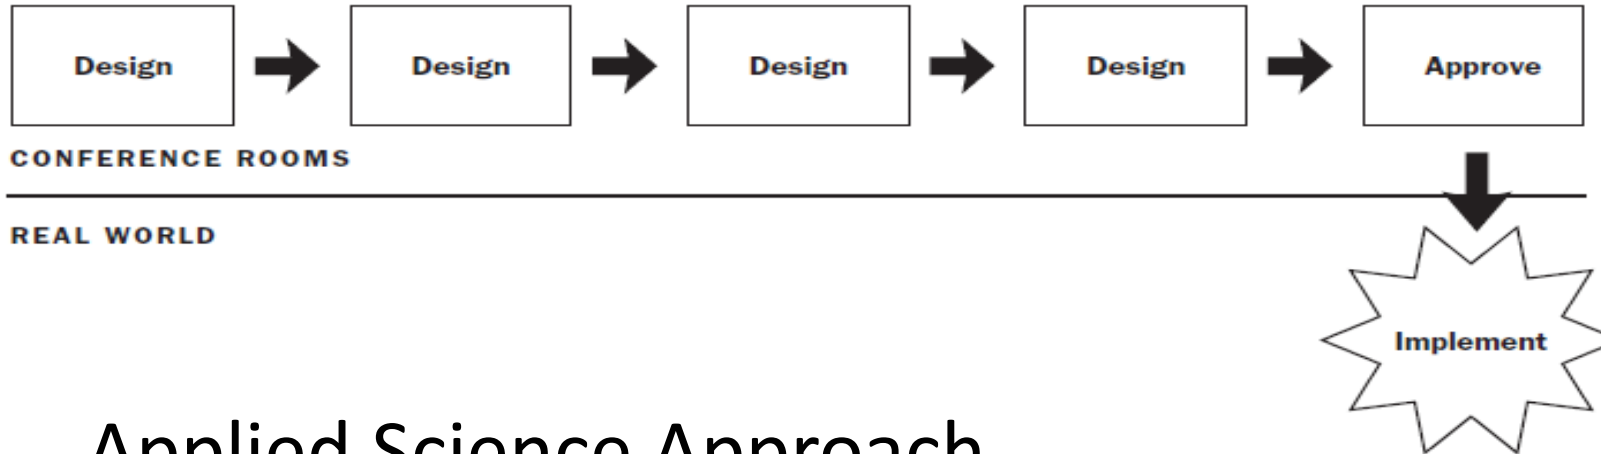 Design Design Design Design Approve
CONFERENCE ROOMS
REAL WORLD
Implement
Applied Science Approach